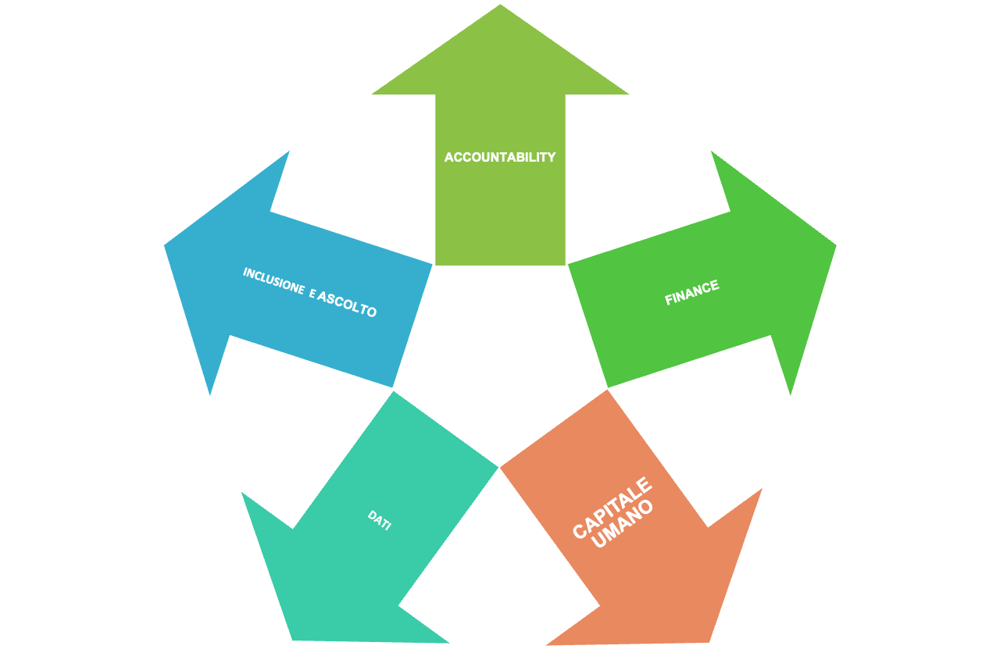 ACCOUNTABILITY
FINANCE
INCLUSIONE E ASCOLTO
CAPITALE
UMANO
DATI